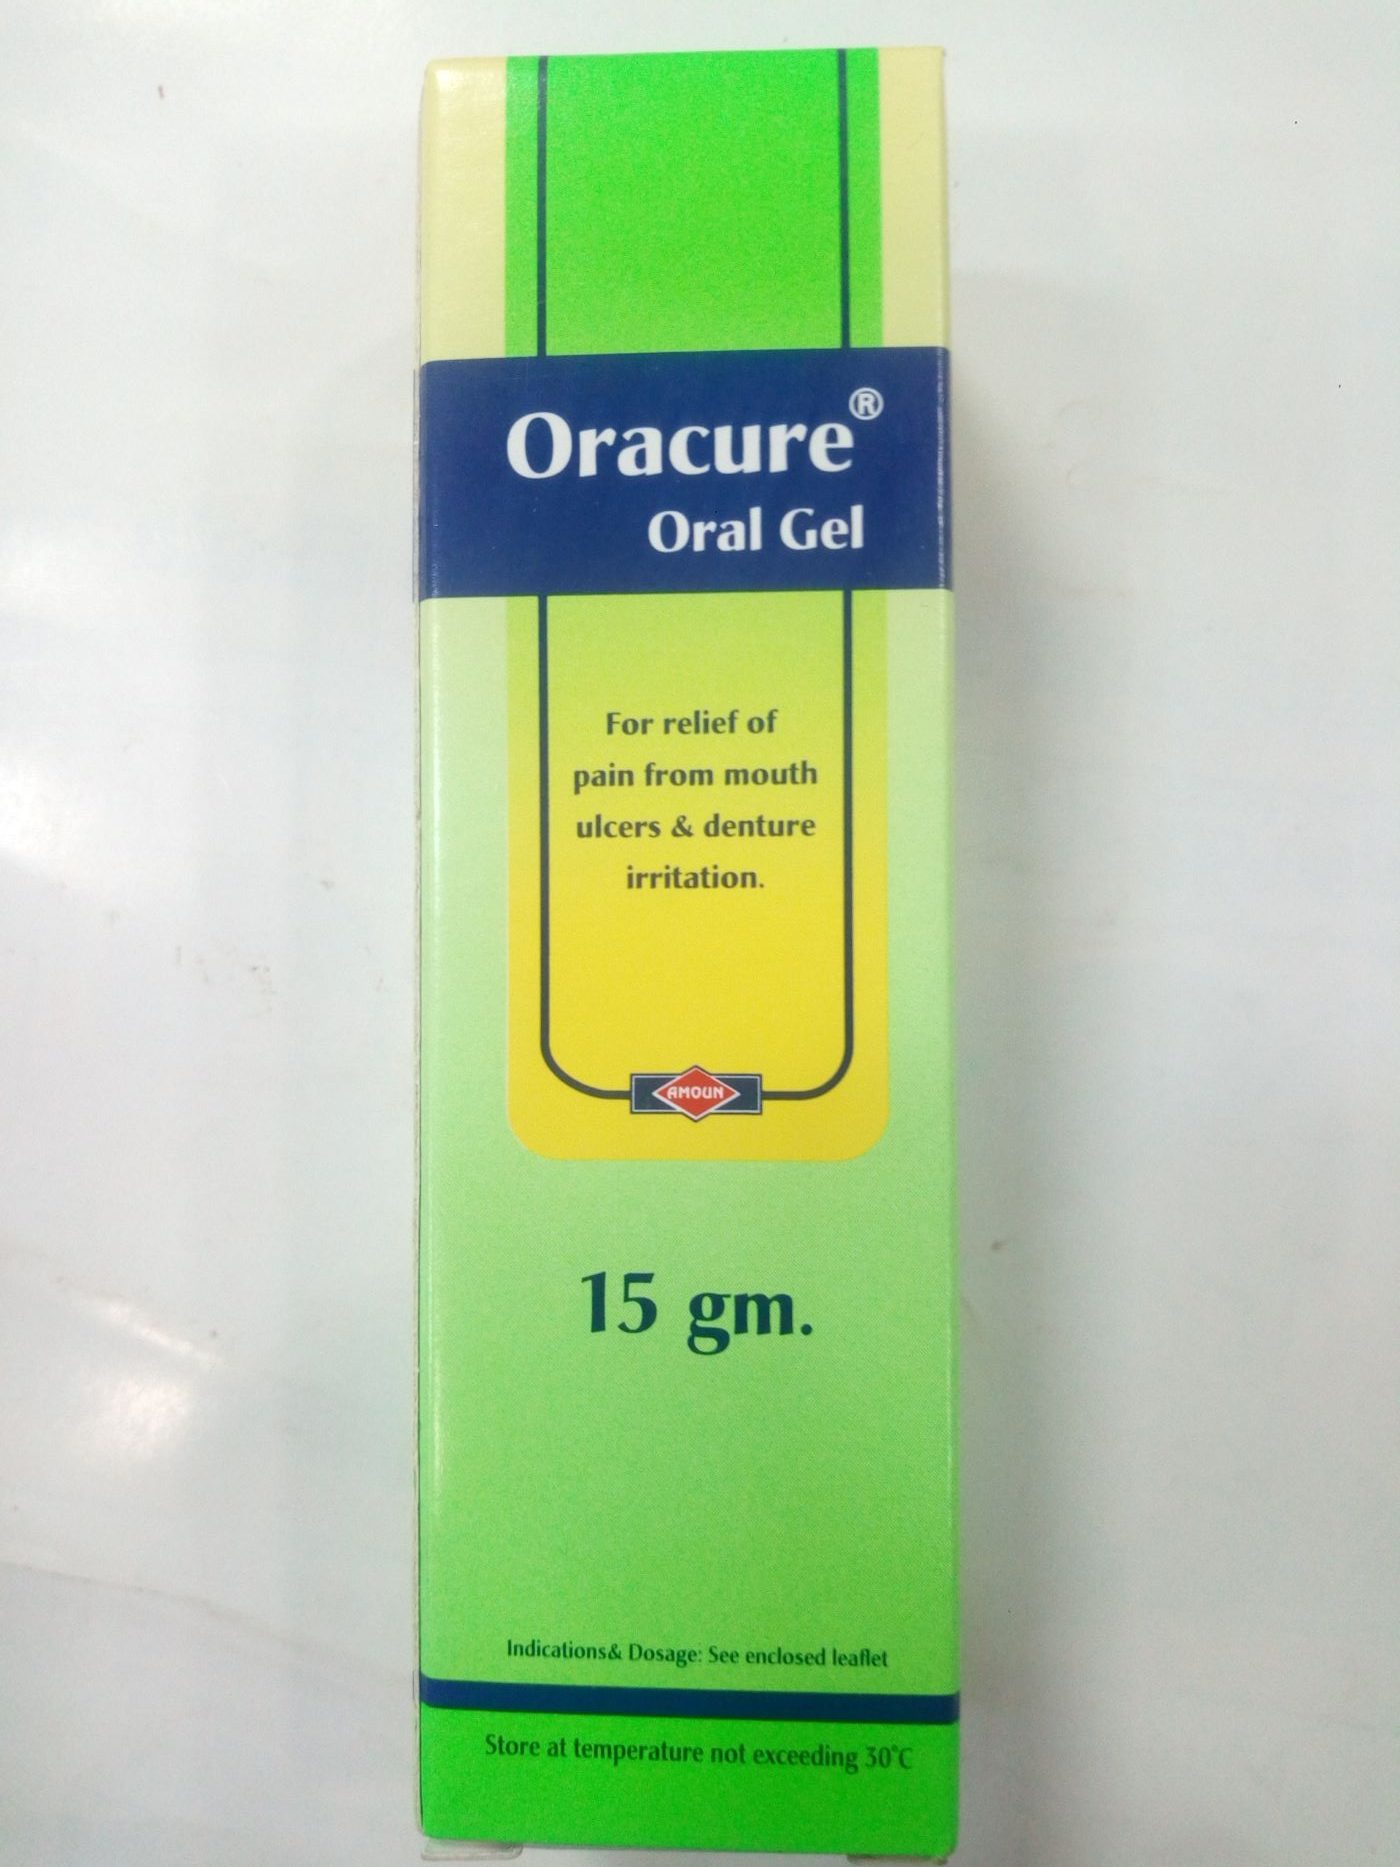 Oracure®
Oral Gel
For relief of
pain from mouth
ulcers & denture
irritation.
AMOUN
15 gm.
Indications& Dosage: See enclosed leaflet
Store at temperature not exceeding 30°C